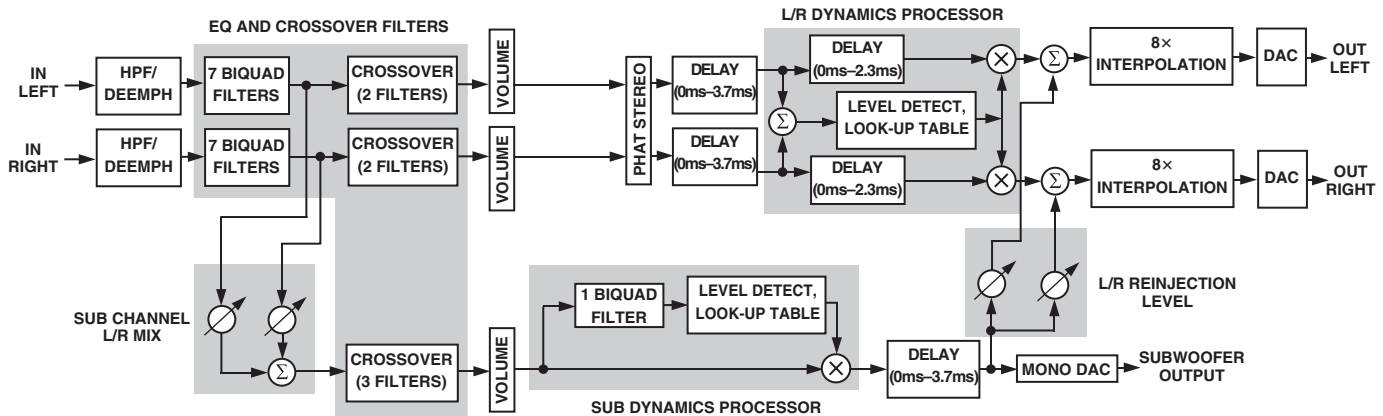 EQ AND CROSSOVER FILTERS
L/R DYNAMICS PROCESSOR
IN
LEFT
HPF/
DEEMPH
7 BIQUAD
FILTERS
CROSSOVER
(2 FILTERS)
VOLUME
PHAT STEREO
DELAY
(0ms–3.7ms)
DELAY
(0ms–2.3ms)
×
Σ
8×
INTERPOLATION
DAC
OUT
LEFT
Σ
LEVEL DETECT,
LOOK-UP TABLE
IN
RIGHT
HPF/
DEEMPH
7 BIQUAD
FILTERS
CROSSOVER
(2 FILTERS)
VOLUME
DELAY
(0ms–3.7ms)
DELAY
(0ms–2.3ms)
×
Σ
8×
INTERPOLATION
DAC
OUT
RIGHT
SUB CHANNEL
L/R MIX
Σ
CROSSOVER
(3 FILTERS)
VOLUME
1 BIQUAD
FILTER
LEVEL DETECT,
LOOK-UP TABLE
×
SUB DYNAMICS PROCESSOR
DELAY
(0ms–3.7ms)
L/R REINJECTION
LEVEL
MONO DAC
SUBWOOFER
OUTPUT